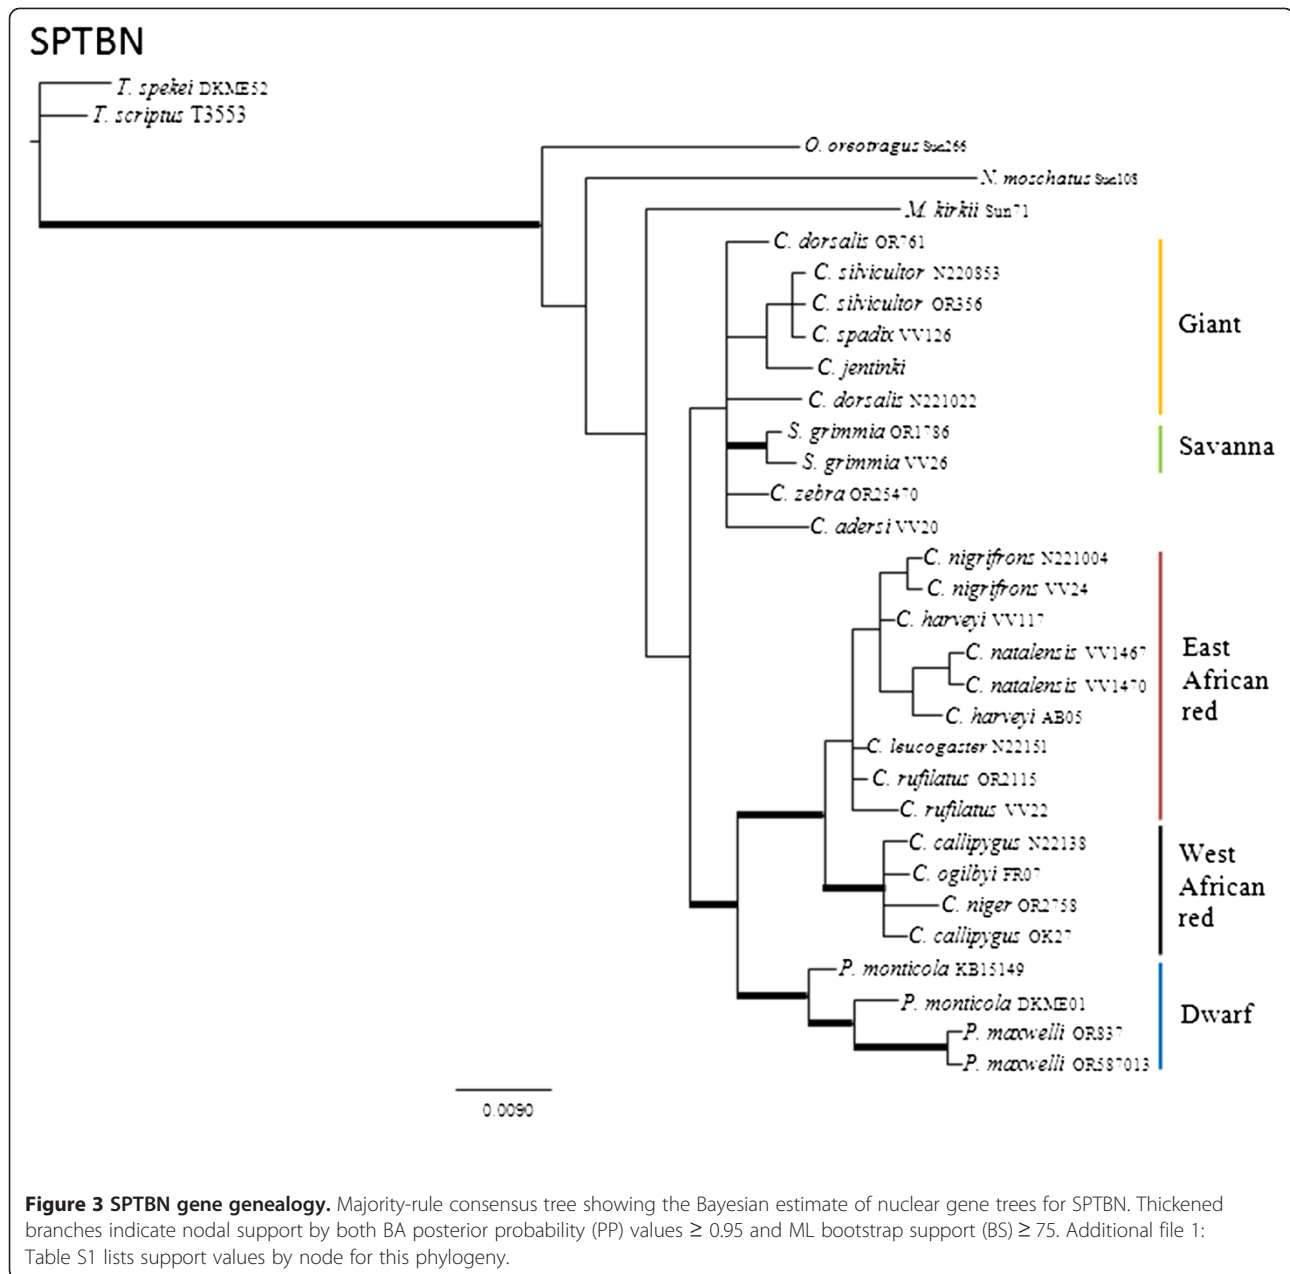 SPTBN
T. spekei DKME52
T. scriptus T3553
O. oreotragus Sun266
N. moschatus Sun108
M. kirkii Sun71
C. dorsalis OR761
C. silvicultor N220853
C. silvicultor OR356
C. spadix VV126
C. jentinki
Giant
C. dorsalis N221022
S. grimmia OR1786
S. grimmia VV26
Savanna
C. zebra OR25470
C. adersi VV20
C. nigrifrons N221004
C. nigrifrons VV24
C. harveyi VV117
C. natalensis VV1467
C. natalensis VV1470
C. harveyi AB05
East
African
red
C. leucogaster N22151
C. rufilatus OR2115
C. rufilatus VV22
C. callipygus N22138
C. ogilbyi FR07
C. niger OR2758
C. callipygus OK27
West
African
red
P. monticola KB15149
P. monticola DKME01
P. maxwelli OR837
P. maxwelli OR587013
Dwarf
0.0090
Figure 3 SPTBN gene genealogy. Majority-rule consensus tree showing the Bayesian estimate of nuclear gene trees for SPTBN. Thickened
branches indicate nodal support by both BA posterior probability (PP) values ≥ 0.95 and ML bootstrap support (BS) ≥ 75. Additional file 1:
Table S1 lists support values by node for this phylogeny.